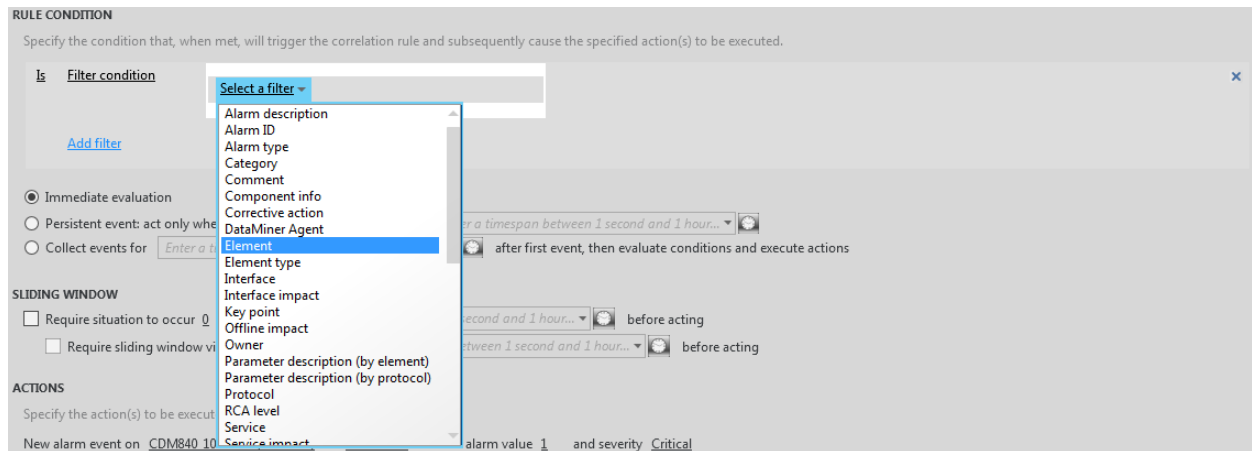 RULE CONDITION
Specify the condition that, when met, will trigger the correlation rule and subsequently cause the specified action(s) to be executed.
Is Filter condition
Select a filter
Alarm description
Alarm ID
Add filter
Alarm type
Category
Comment
Component info
Immediate evaluation
Corrective action
Persistent event: act only whe
DataMiner Agent
er a timespan between 1 second and 1 hour...
Collect events for Enter a ti
Element
after first event, then evaluate conditions and execute actions
Element type
Interface
SLIDING WINDOW
Interface impact
Key point
Require situation to occur 0
second and 1 hour... before acting
Offline impact
Owner
Require sliding window vi
between 1 second and 1 hour... before acting
Parameter description (by element)
Parameter description (by protocol)
ACTIONS
Protocol
RCA level
Specify the action(s) to be execut
Service
Service impact
New alarm event on CDM840 10
alarm value 1 and severity Critical